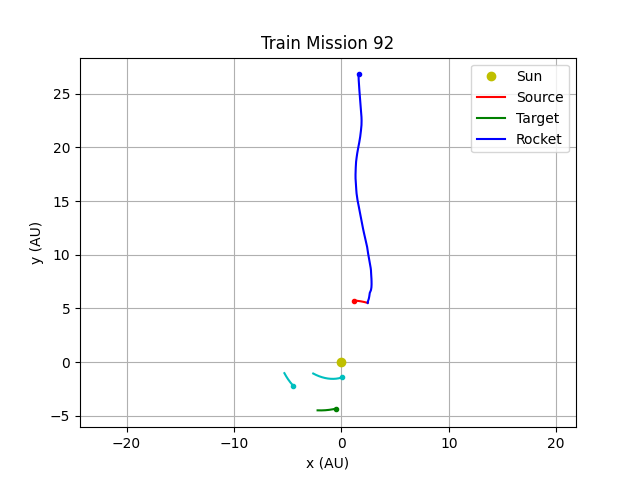 Train Mission 92
Sun
Source
Target
Rocket
25
20
15
10
5
0
−5
−20
−10
0
10
20
y (AU)
x (AU)